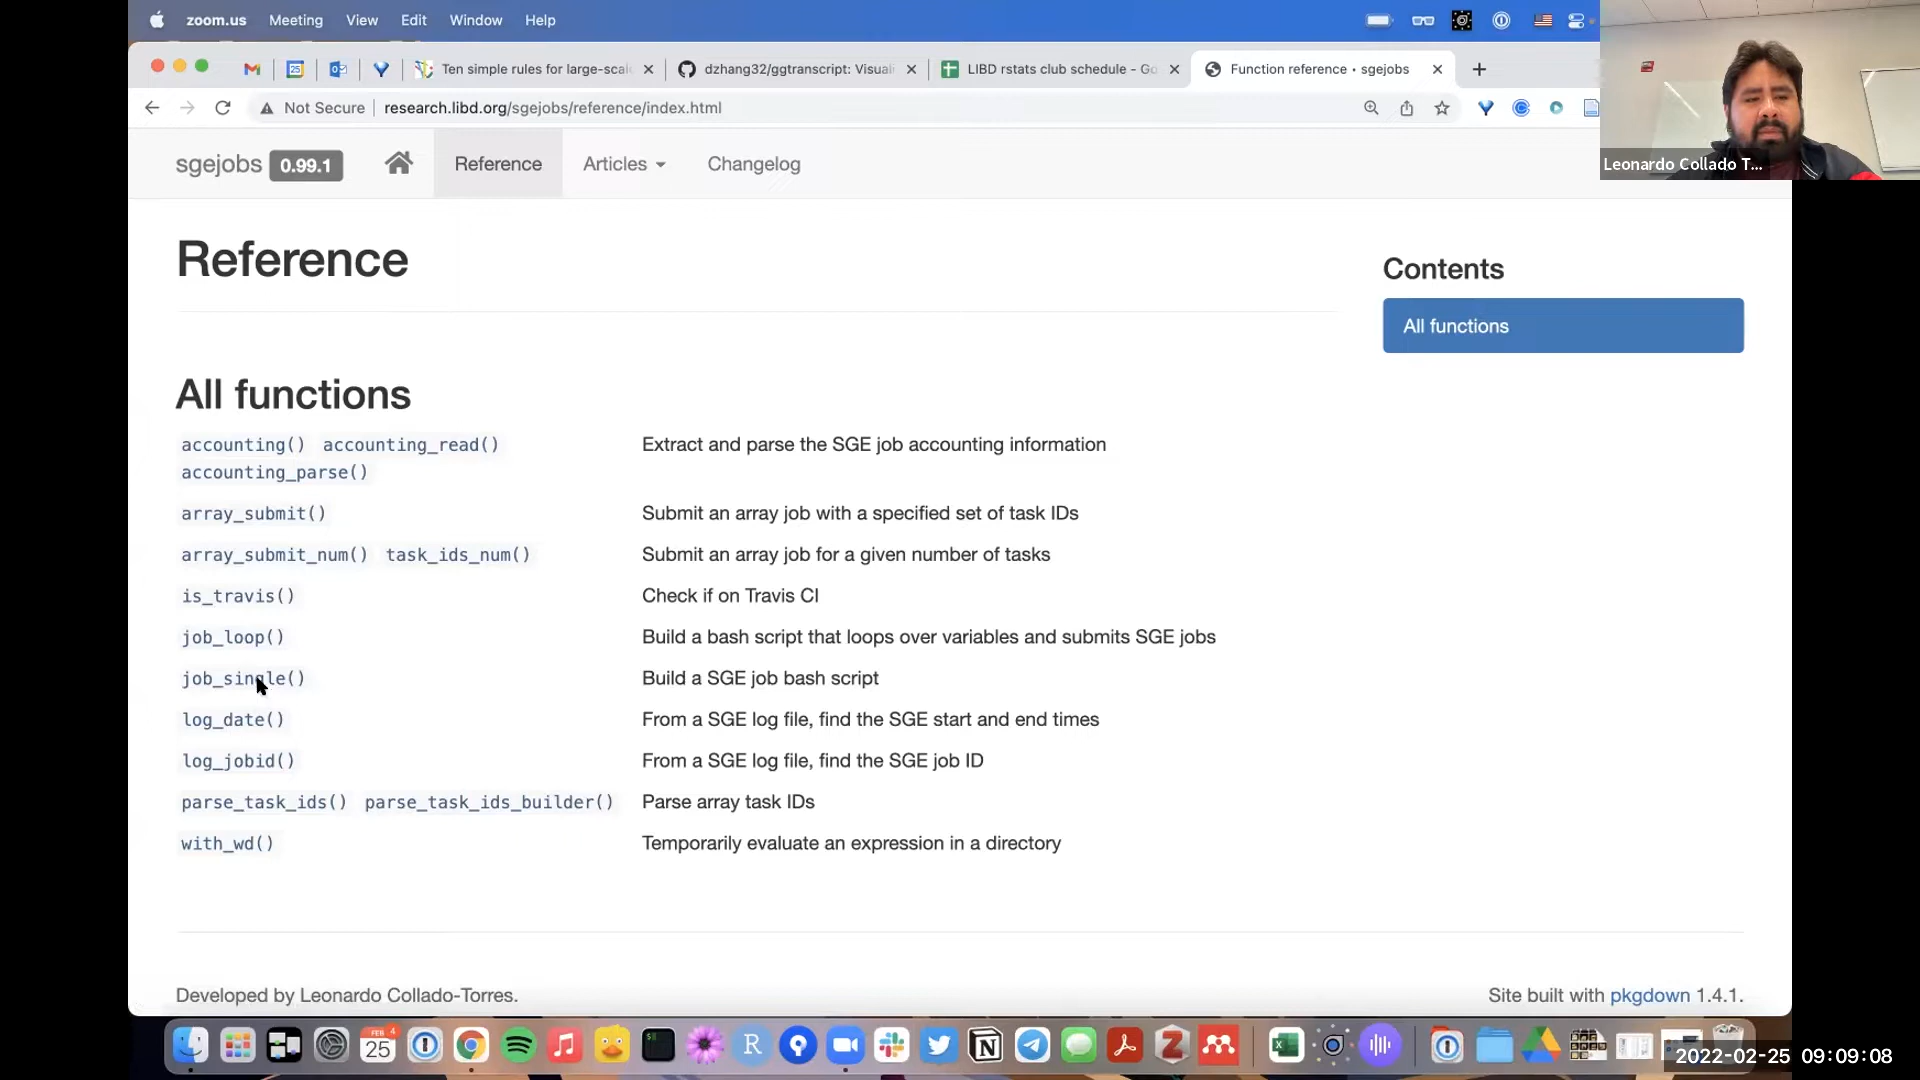 zoom.us Meeting View Edit Window Help
Ten simple rules for large-scal
dzhang32/ggtranscript: Visuali
LIBD rstats club schedule - Go
Function reference • sgejobs
Not Secure research.libd.org/sgejobs/reference/index.html
Leonardo Collado T...
sgejobs 0.99.1 Reference Articles Changelog
Reference
Contents
All functions
All functions
accounting() accounting_read() Extract and parse the SGE job accounting information
accounting_parse()
array_submit() Submit an array job with a specified set of task IDs
array_submit_num() task_ids_num() Submit an array job for a given number of tasks
is_travis() Check if on Travis CI
job_loop() Build a bash script that loops over variables and submits SGE jobs
job_single() Build a SGE job bash script
log_date() From a SGE log file, find the SGE start and end times
log_jobid() From a SGE log file, find the SGE job ID
parse_task_ids() parse_task_ids_builder() Parse array task IDs
with_wd() Temporarily evaluate an expression in a directory
Developed by Leonardo Collado-Torres. Site built with pkgdown 1.4.1.
FEB 4
25
2022-02-25 09:09:08